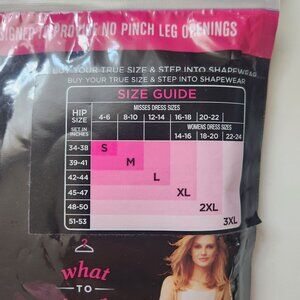 SIGNED TO PROVIDE NO PINCH LEG OPENINGS
BUY YOUR TRUE SIZE & STEP INTO SHAPEWEAR
BUY YOUR TRUE SIZE & STEP INTO SHAPEWEAR
SIZE GUIDE
MISSES DRESS SIZES
HIP SIZE 4-6 8-10 12-14 16-18 20-22
WOMENS DRESS SIZES
14-16 18-20 22-24
34-38 S
39-41 M
42-44 L
45-47 XL
48-50 2XL
51-53 3XL
what
TO